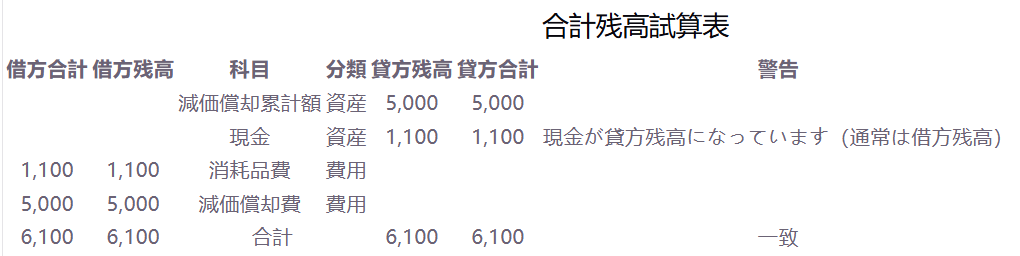 合計残高試算表
借方合計 借方残高 科目 分類 貸方残高 貸方合計 警告
減価償却累計額 資産 5,000 5,000
現金 資産 1,100 1,100 現金が貸方残高になっています（通常は借方残高）
1,100 1,100 消耗品費 費用
5,000 5,000 減価償却費 費用
6,100 6,100 合計 6,100 6,100 一致